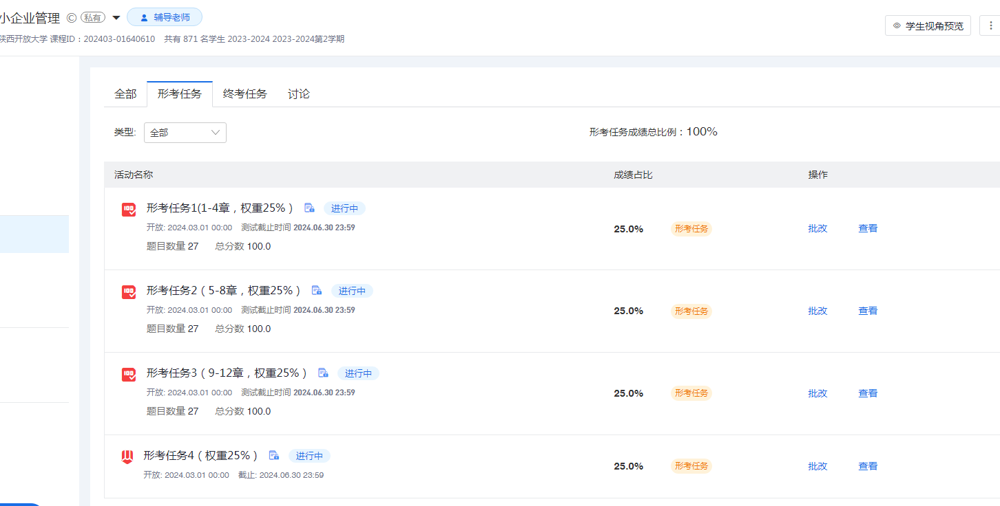 小企业管理 © 私有 辅导老师
陕西开放大学 课程ID：202403-01640610 共有 871 名学生 2023-2024 2023-2024第2学期
学生视角预览
全部 形考任务 终考任务 讨论
类型: 全部 形考任务成绩总比例：100%
活动名称 成绩占比 操作
形考任务1(1-4章，权重25%） 进行中
开放: 2024.03.01 00:00 测试截止时间 2024.06.30 23:59
25.0% 形考任务 批改 查看
题目数量 27 总分数 100.0
形考任务2（5-8章，权重25%） 进行中
开放: 2024.03.01 00:00 测试截止时间 2024.06.30 23:59
25.0% 形考任务 批改 查看
题目数量 27 总分数 100.0
形考任务3（9-12章，权重25%） 进行中
开放: 2024.03.01 00:00 测试截止时间 2024.06.30 23:59
25.0% 形考任务 批改 查看
题目数量 27 总分数 100.0
形考任务4（权重25%） 进行中
25.0% 形考任务 批改 查看
开放: 2024.03.01 00:00 截止: 2024.06.30 23:59